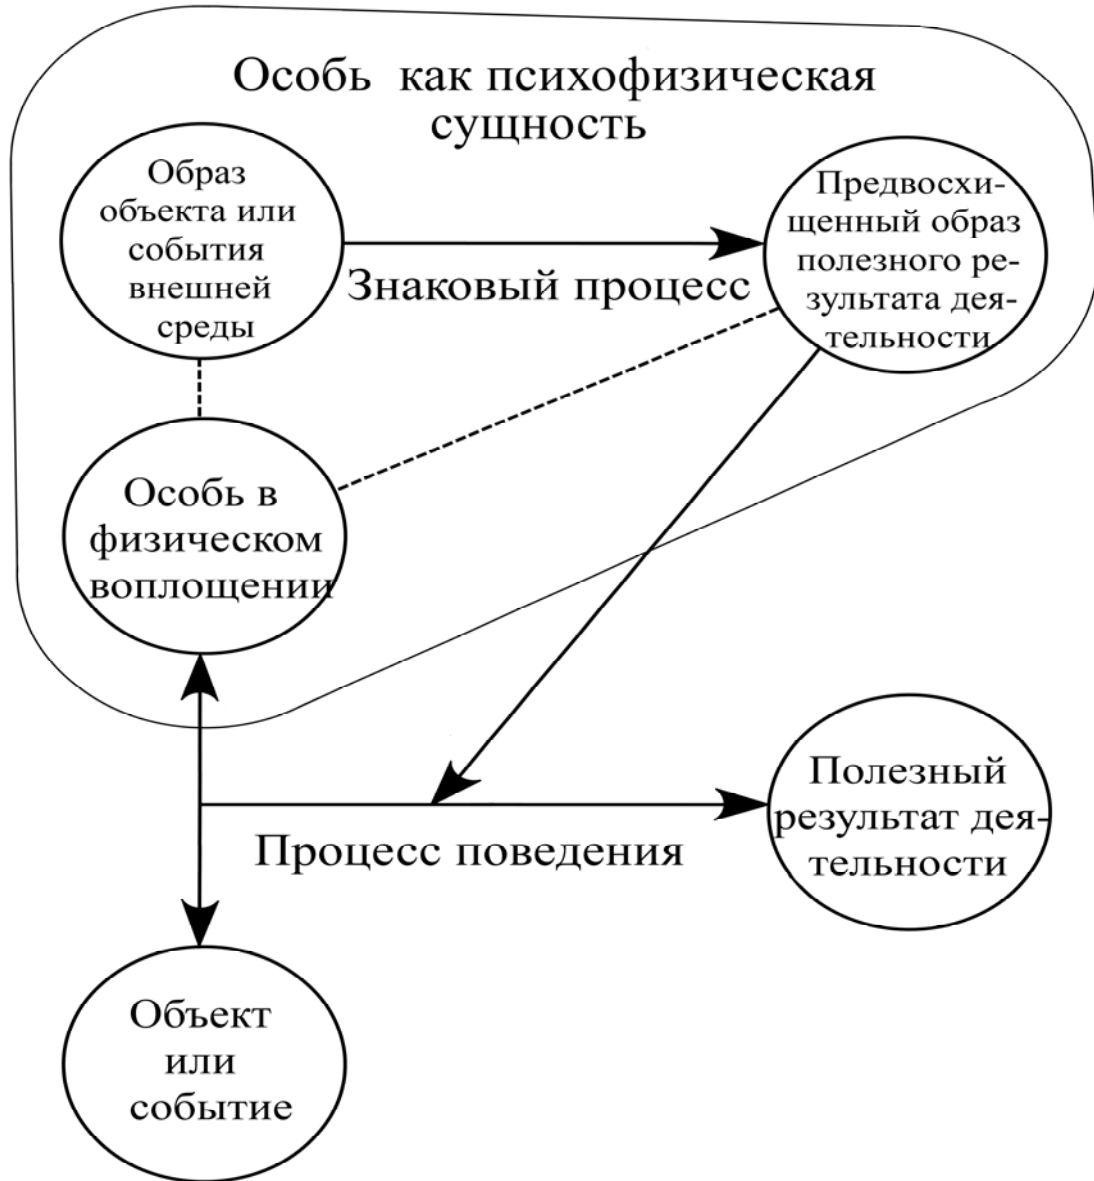 Особь как психофизическая
сущность
Образ
объекта или
события
внешней
среды
Предвосхи-
щенный образ
полезного ре-
зультата дея-
тельности
Знаковый процесс
Особь в
физическом
воплощении
Полезный
результат дея-
тельности
Процесс поведения
Объект
или
событие